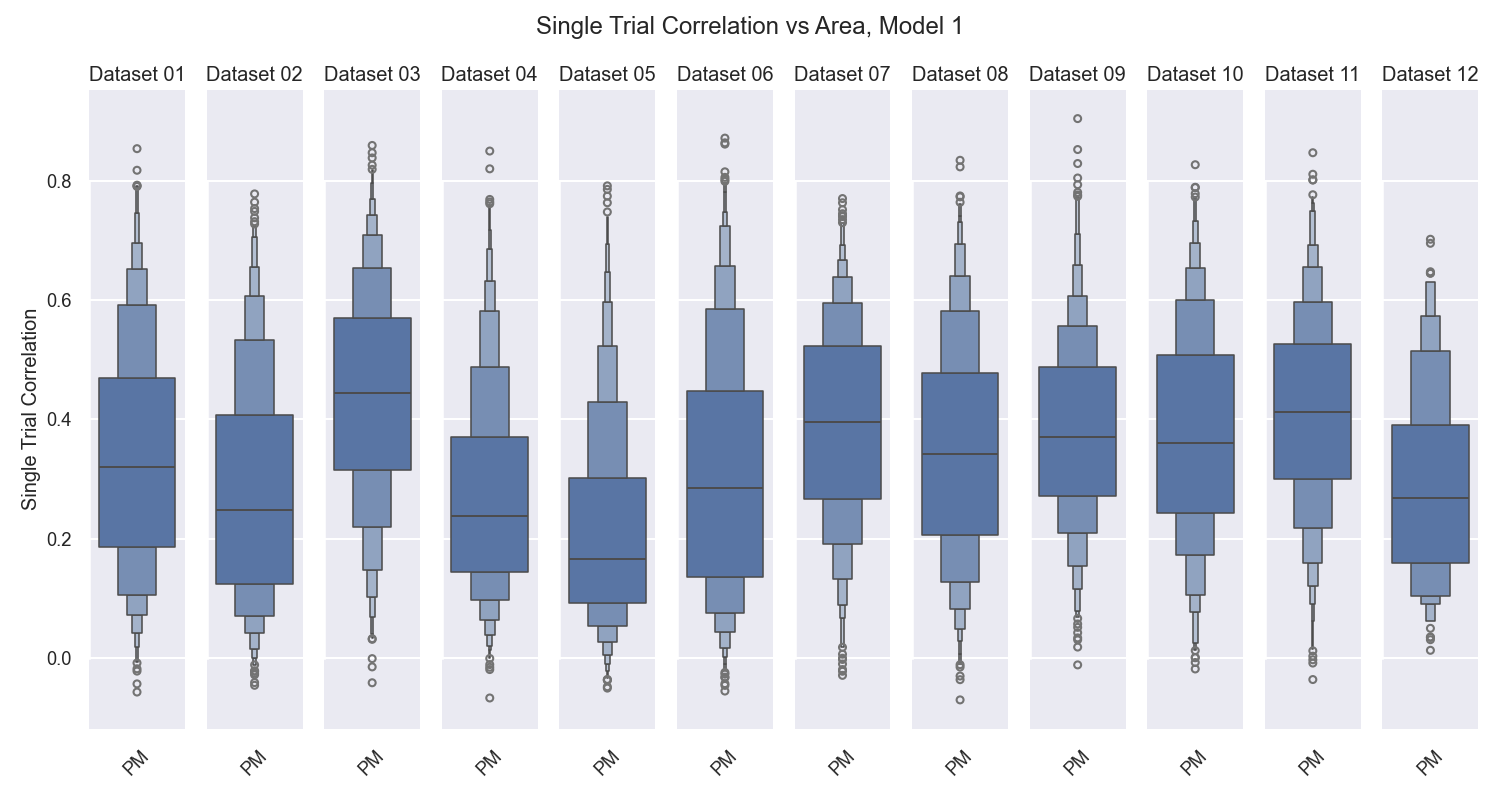 Single Trial Correlation vs Area, Model 1
Dataset 01 Dataset 02 Dataset 03 Dataset 04 Dataset 05 Dataset 06 Dataset 07 Dataset 08 Dataset 09 Dataset 10 Dataset 11 Dataset 12
Single Trial Correlation
0.8
0.6
0.4
0.2
0.0
PM PM PM PM PM PM PM PM PM PM PM PM